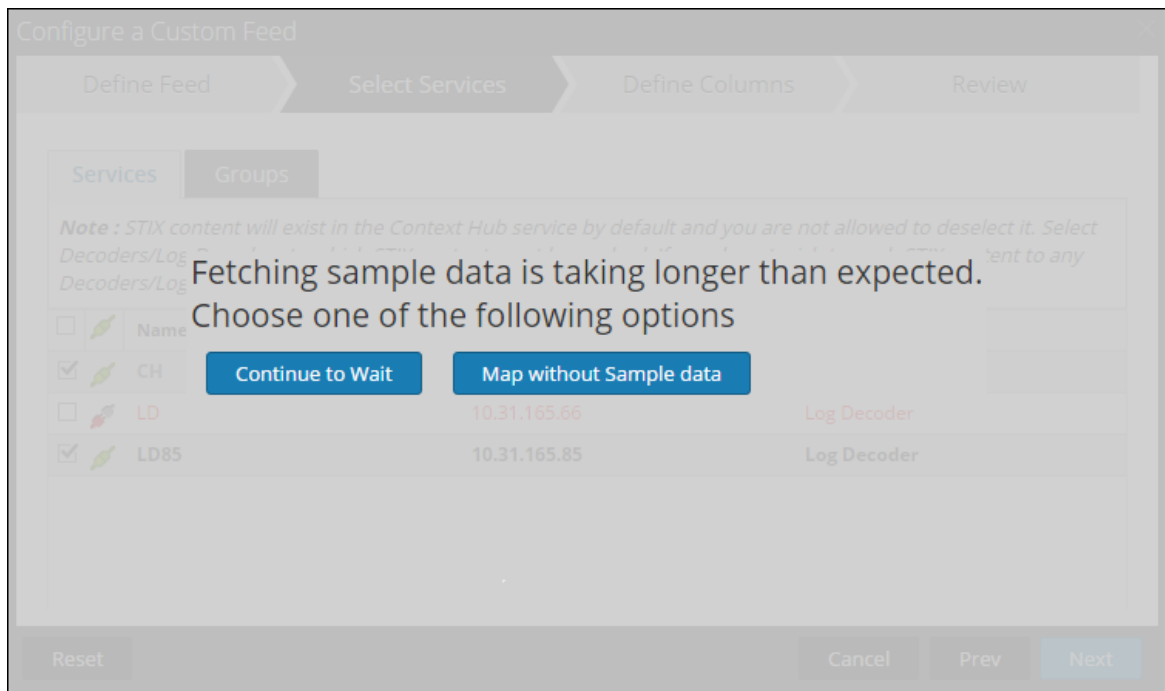 Configure a Custom Feed
Define Feed Select Services Define Columns Review
Services Groups
Note : STIX content will exist in the Context Hub service by default and you are not allowed to deselect it. Select
Decoders/Log tent to any
Decoders/Log
Fetching sample data is taking longer than expected.
Choose one of the following options
Name
Continue to Wait Map without Sample data
CH
LD 10.31.165.66 Log Decoder
LD85 10.31.165.85 Log Decoder
Reset Cancel Prev Next